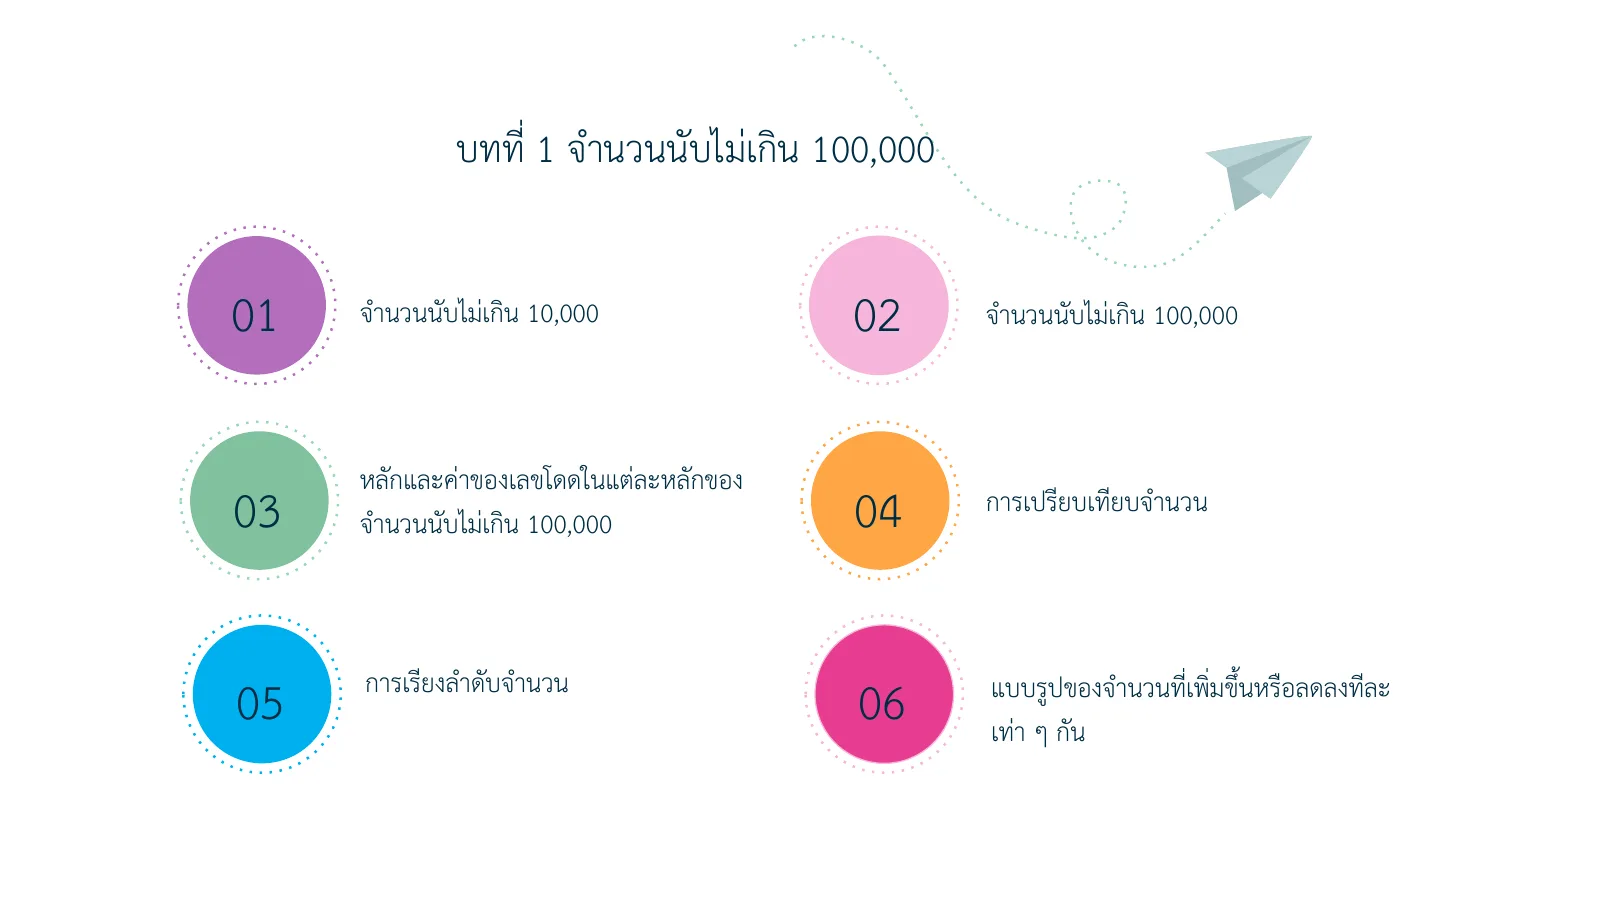 บทที่ 1 จำนวนนับไม่เกิน 100,000
01
จำนวนนับไม่เกิน 10,000
02
จำนวนนับไม่เกิน 100,000
03
หลักและค่าของเลขโดดในแต่ละหลักของ
จำนวนนับไม่เกิน 100,000
04
การเปรียบเทียบจำนวน
05
การเรียงลำดับจำนวน
06
แบบรูปของจำนวนที่เพิ่มขึ้นหรือลดลงทีละ
เท่า ๆ กัน